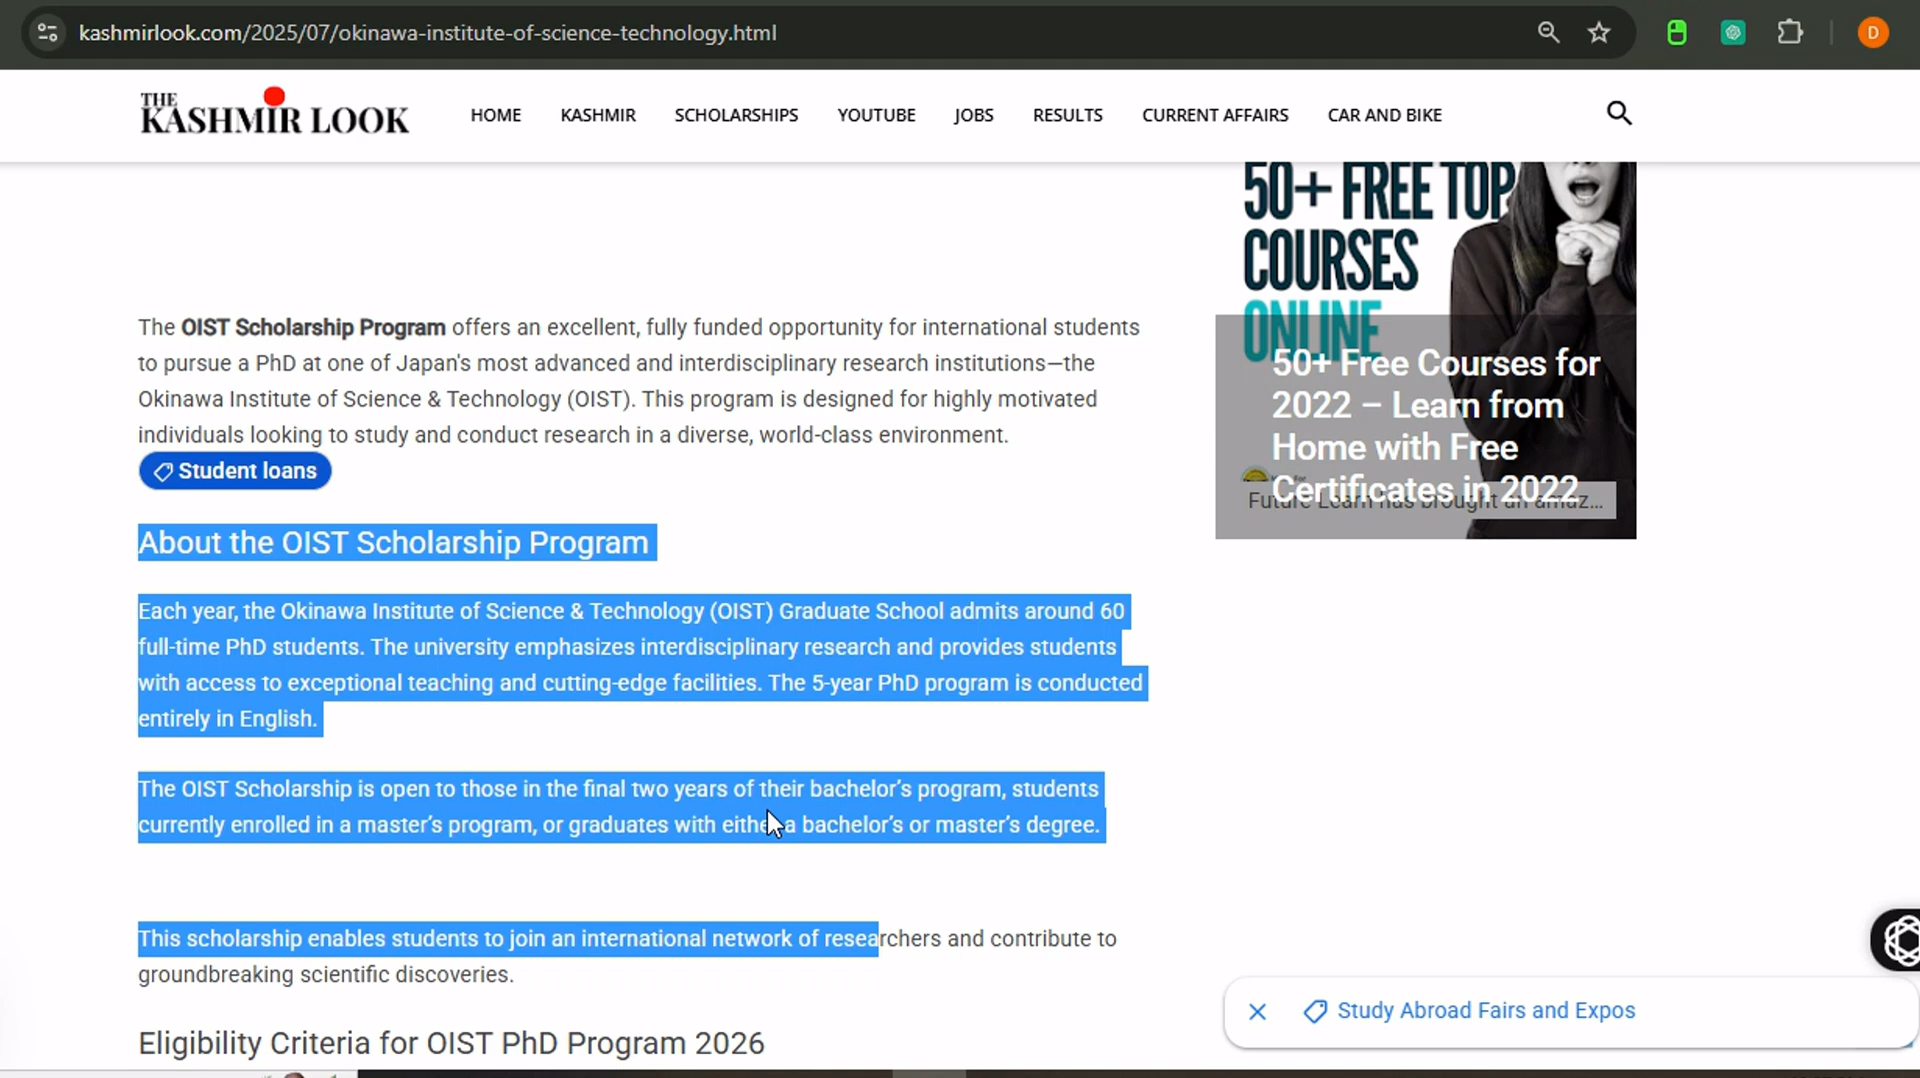 kashmirlook.com/2025/07/okinawa-institute-of-science-technology.html
D
THE
KASHMIR LOOK
HOME
KASHMIR
SCHOLARSHIPS
YOUTUBE
JOBS
RESULTS
CURRENT AFFAIRS
CAR AND BIKE
50+ FREE TOP
COURSES
ONLINE
50+ Free Courses for
2022 – Learn from
Home with Free
Certificates in 2022
Future Learn has brought an amaz...
The OIST Scholarship Program offers an excellent, fully funded opportunity for international students
to pursue a PhD at one of Japan's most advanced and interdisciplinary research institutions—the
Okinawa Institute of Science & Technology (OIST). This program is designed for highly motivated
individuals looking to study and conduct research in a diverse, world-class environment.
Student loans
About the OIST Scholarship Program
Each year, the Okinawa Institute of Science & Technology (OIST) Graduate School admits around 60
full-time PhD students. The university emphasizes interdisciplinary research and provides students
with access to exceptional teaching and cutting-edge facilities. The 5-year PhD program is conducted
entirely in English.
The OIST Scholarship is open to those in the final two years of their bachelor’s program, students
currently enrolled in a master’s program, or graduates with either a bachelor’s or master’s degree.
This scholarship enables students to join an international network of researchers and contribute to
groundbreaking scientific discoveries.
Study Abroad Fairs and Expos
Eligibility Criteria for OIST PhD Program 2026